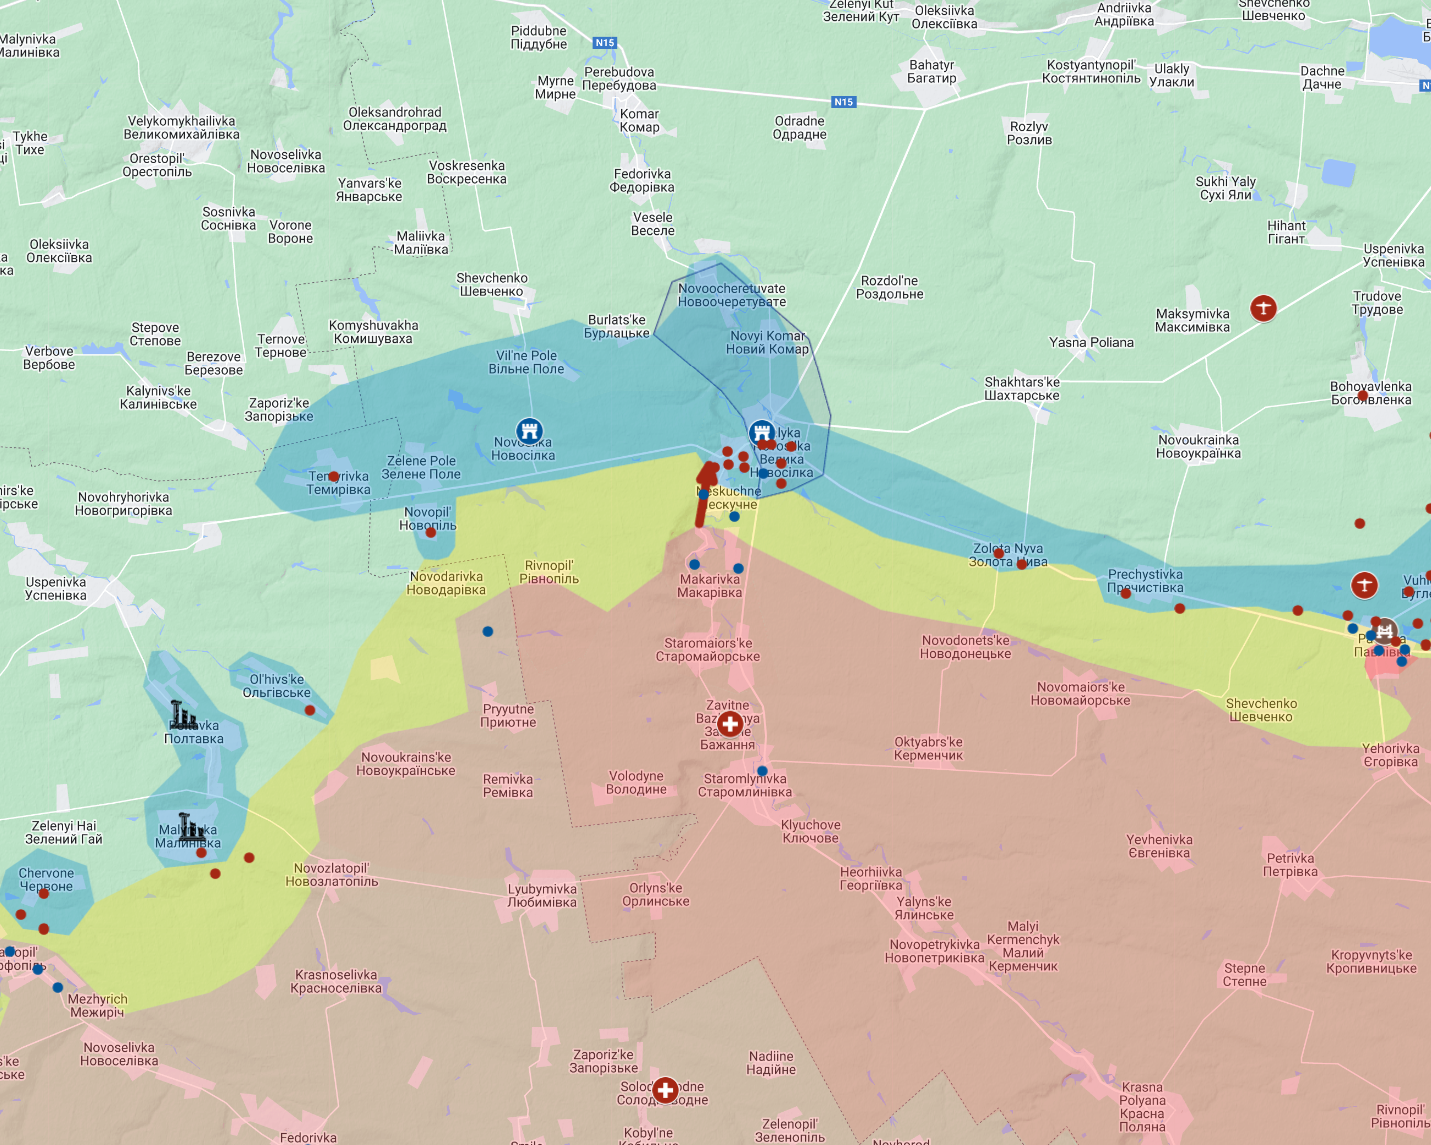 Zelenyi Kut
Зелений Кут
Oleksiivka
Олексіївка
Andriivka
Андріївка
Shevchenko
Шевченко
Malynivka
Малинівка
Piddubne
Піддубне
N15
Perebudova
Перебудова
Myrne
Мирне
Bahatyr
Багатир
Kostyantynopil'
Костянтинопіль
Ulakly
Улакли
Dachne
Дачне
N15
Velykomykhailivka
Великомихайлівка
Oleksandrohrad
Олександроград
Komar
Комар
Odradne
Одрадне
Rozlyv
Розлив
Tykhe
Тихе
Orestopil'
Орестопіль
Novoselivka
Новоселівка
Voskresenka
Воскресенка
Yanvars'ke
Январське
Fedorivka
Федорівка
Sukhi Yaly
Сухі Яли
Sosnivka
Соснівка
Vorone
Вороне
Vesele
Веселе
Maliivka
Маліївка
Hihant
Гігант
Oleksiivka
Олексіївка
Uspenivka
Успенівка
Shevchenko
Шевченко
Novoocheretuvate
Новоочеретувате
Rozdol'ne
Роздольне
Trudove
Трудове
Maksymivka
Максимівка
Stepove
Степове
Komyshuvakha
Комишуваха
Burlats'ke
Бурлацьке
Ternove
Тернове
Novyi Komar
Новий Комар
Yasna Poliana
Verbove
Вербове
Berezove
Березове
Vil'ne Pole
Вільне Поле
Kalynivs'ke
Калинівське
Zaporiz'ke
Запорізьке
Shakhtars'ke
Шахтарське
Bohoyavlenka
Богоявленка
Novosilka
Новосілка
Велика
Новосілка
Novoukrainka
Новоукраїнка
Zelene Pole
Зелене Поле
Temyrivka
Темирівка
Novohryhorivka
Новогригорівка
Neskuchne
Нескучне
Novopil'
Новопіль
Zolota Nyva
Золота Нива
Rivnopil'
Рівнопіль
Novodarivka
Новодарівка
Makarivka
Макарівка
Prechystivka
Пречистівка
Uspenivka
Успенівка
Staromaiors'ke
Старомайорське
Novodonets'ke
Новодонецьке
Павлівка
Ol'hivs'ke
Ольгівське
Novomaiors'ke
Новомайорське
Полтавка
Pryyutne
Приютне
Zavitne
Bazhannya
Завітне
Бажання
Shevchenko
Шевченко
Oktyabrs'ke
Керменчик
Yehorivka
Єгорівка
Novoukrains'ke
Новоукраїнське
Remivka
Ремівка
Volodyne
Володине
Staromlynivka
Старомлинівка
Zelenyi Hai
Зелений Гай
Malynivka
Малинівка
Klyuchove
Ключове
Yevhenivka
Євгенівка
Petrivka
Петрівка
Chervone
Червоне
Novozlatopil'
Новозлатопіль
Lyubymivka
Любимівка
Orlyns'ke
Орлинське
Heorhiivka
Георгіївка
Yalyns'ke
Ялинське
Malyi
Kermenchyk
Малий
Керменчик
Novopetrykivka
Новопетриківка
Kropyvnyts'ke
Кропивницьке
Stepne
Степне
Krasnoselivka
Красноселівка
Mezhyrich
Межиріч
Novoselivka
Новоселівка
Zaporiz'ke
Запорізьке
Nadiine
Надійне
Солодководне
Krasna
Polyana
Красна
Поляна
Zelenopil'
Зеленопіль
Rivnopil'
Рівнопіль
Fedorivka
Kobyl'ne